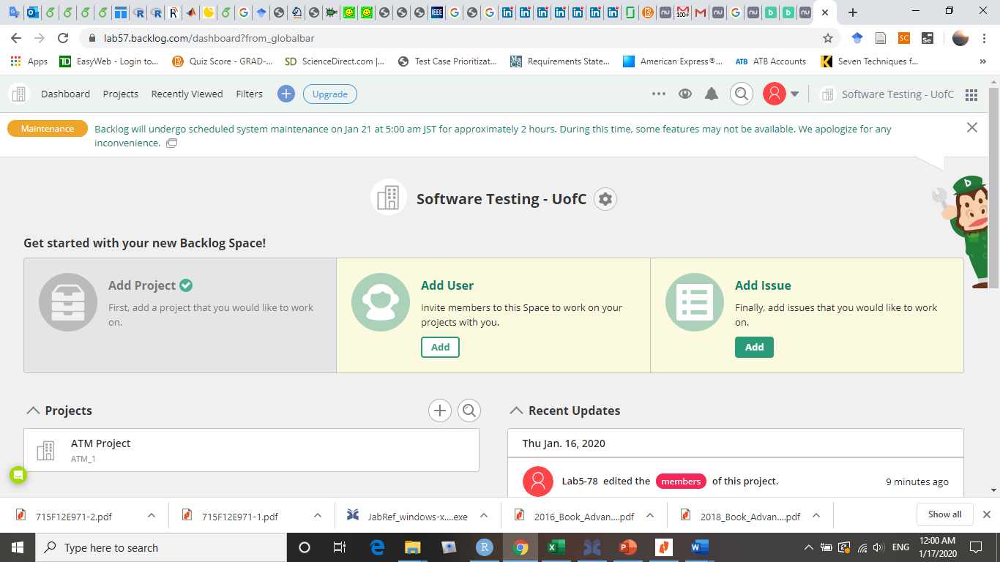 lab57.backlog.com/dashboard?from_globalbar
Apps
EasyWeb - Login to...
Quiz Score - GRAD-...
SD ScienceDirect.com |...
Test Case Prioritizat...
Requirements State...
American Express®...
ATB Accounts
Seven Techniques f...
Dashboard Projects Recently Viewed Filters Upgrade
Software Testing - UofC
Maintenance
Backlog will undergo scheduled system maintenance on Jan 21 at 5:00 am JST for approximately 2 hours. During this time, some features may not be available. We apologize for any
inconvenience.
Software Testing - UofC
Get started with your new Backlog Space!
Add Project
First, add a project that you would like to work
on.
Add User
Invite members to this Space to work on your
projects with you.
Add
Add Issue
Finally, add issues that you would like to work
on.
Add
Projects
ATM Project
ATM_1
Recent Updates
Thu Jan. 16, 2020
Lab5-78 edited the members of this project.
9 minutes ago
715F12E971-2.pdf
715F12E971-1.pdf
JabRef_windows-x....exe
2016_Book_Advan....pdf
2018_Book_Advan....pdf
Show all
Type here to search
ENG
12:00 AM
1/17/2020